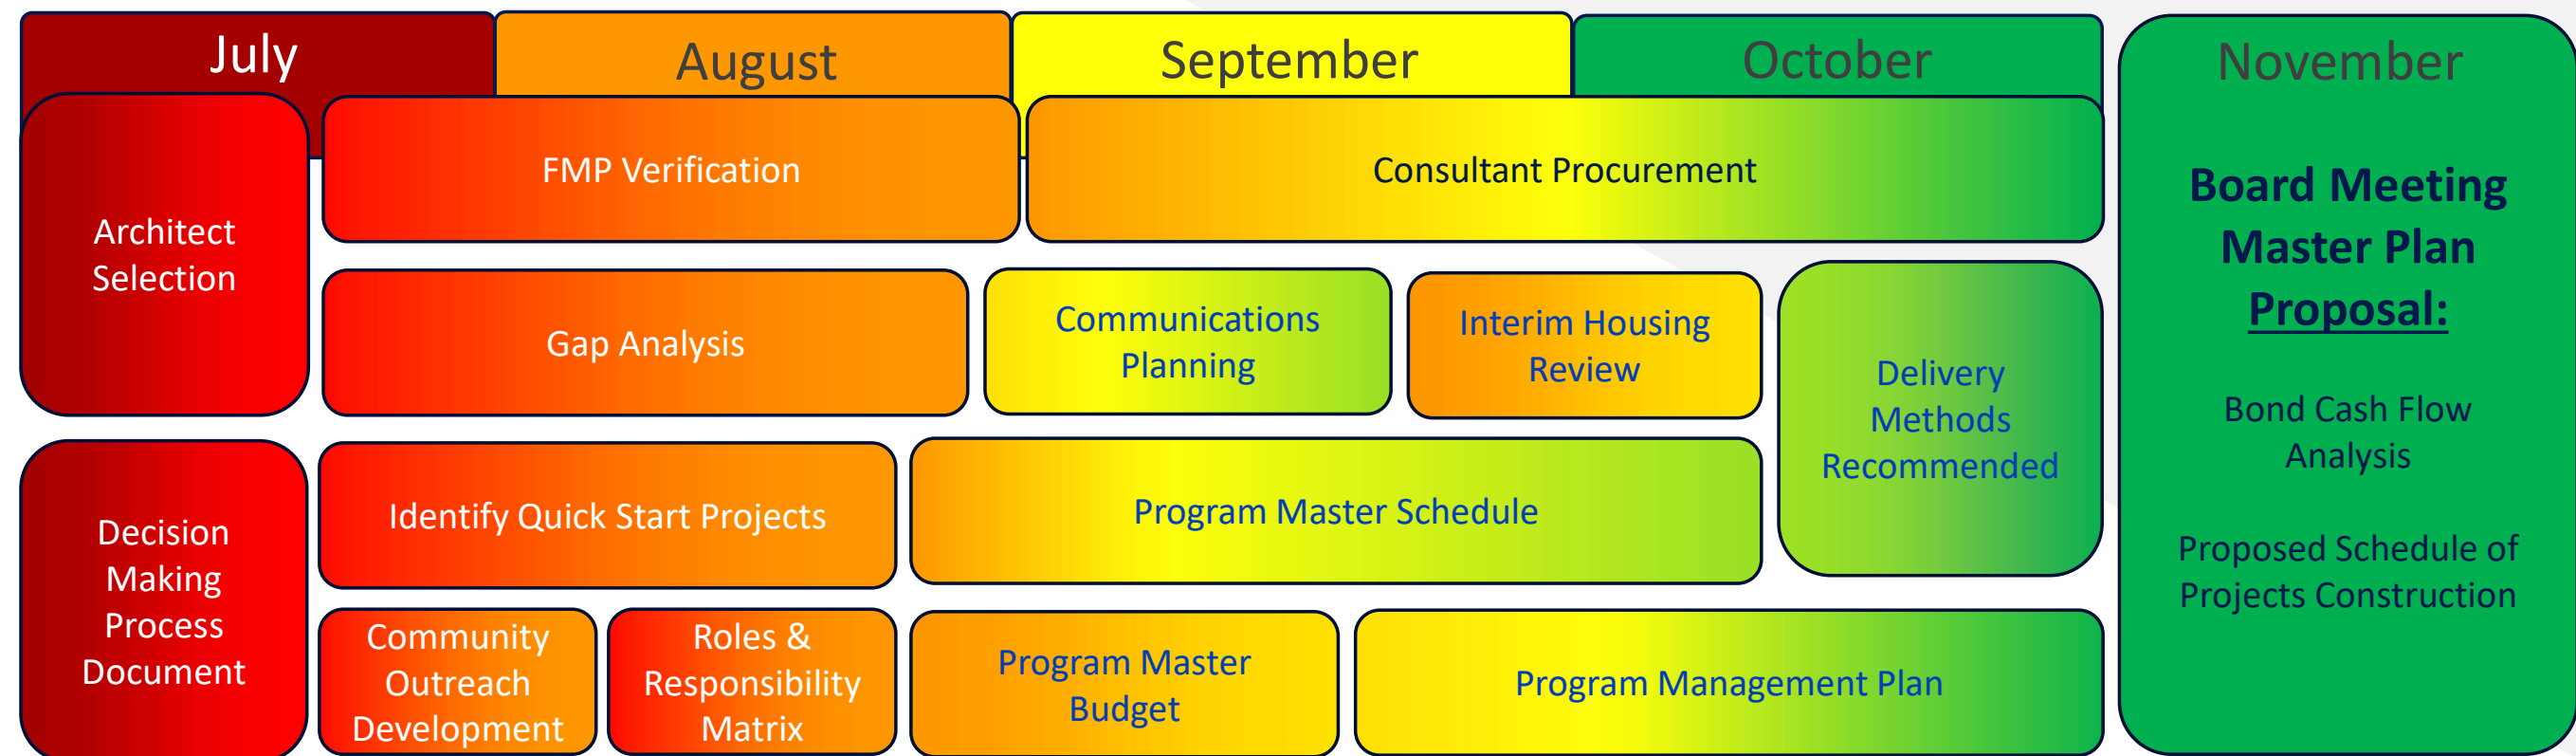 July
August
September
October
November
Architect
Selection
FMP Verification
Consultant Procurement
Gap Analysis
Communications
Planning
Interim Housing
Review
Delivery
Methods
Recommended
Decision
Making
Process
Document
Identify Quick Start Projects
Program Master Schedule
Community
Outreach
Development
Roles &
Responsibility
Matrix
Program Master
Budget
Program Management Plan
Board Meeting
Master Plan
Proposal:
Bond Cash Flow
Analysis
Proposed Schedule of
Projects Construction